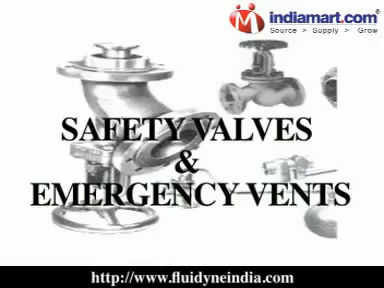 indiamart.com®
Source > Supply > Grow
SAFETY VALVES
&
EMERGENCY VENTS
http://www.fluidyneindia.com